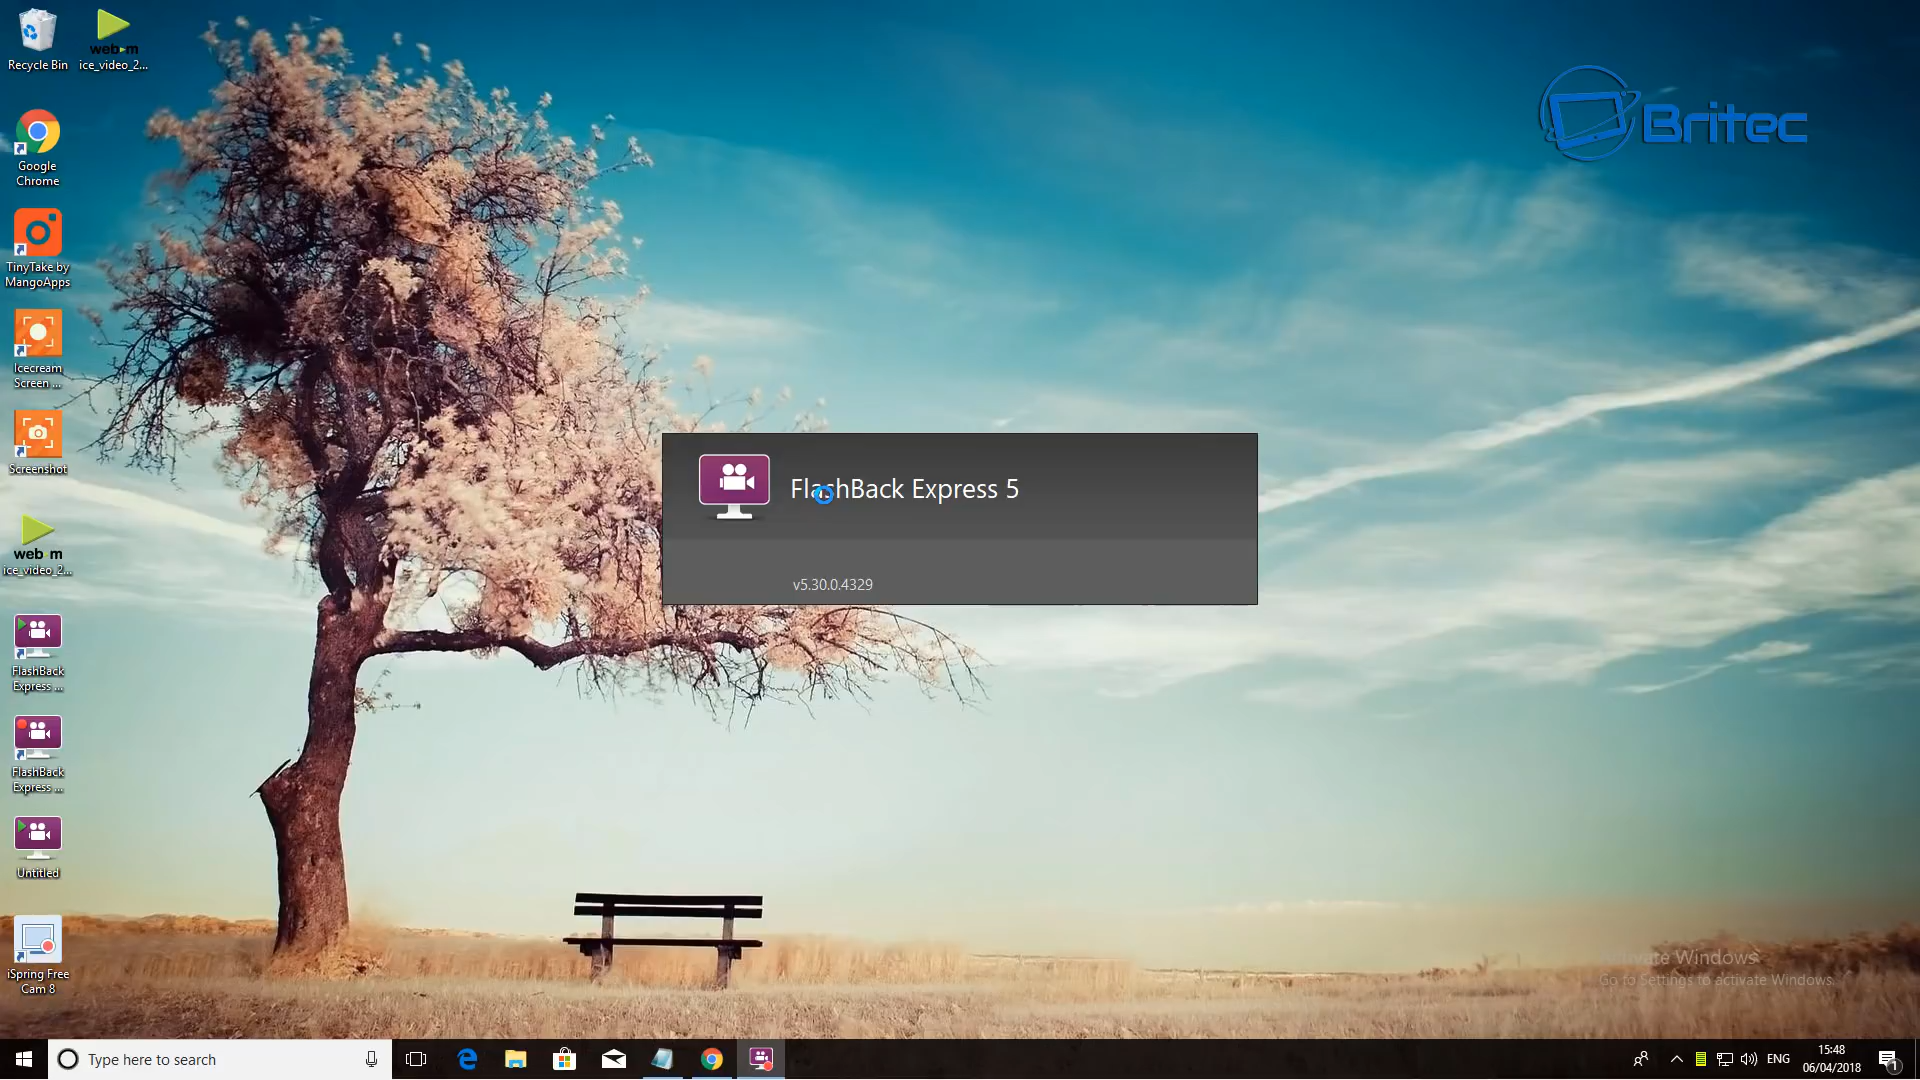 Recycle Bin
web m
ice_video_2...
Google
Chrome
TinyTake by
MangoApps
Icecream
Screen ...
Screenshot
web m
ice_video_2...
FlashBack
Express ...
FlashBack
Express ...
Untitled
iSpring Free
Cam 8
Britec
FlashBack Express 5
v5.30.0.4329
Activate Windows
Go to Settings to activate Windows.
Type here to search
ENG
15:48
06/04/2018
1